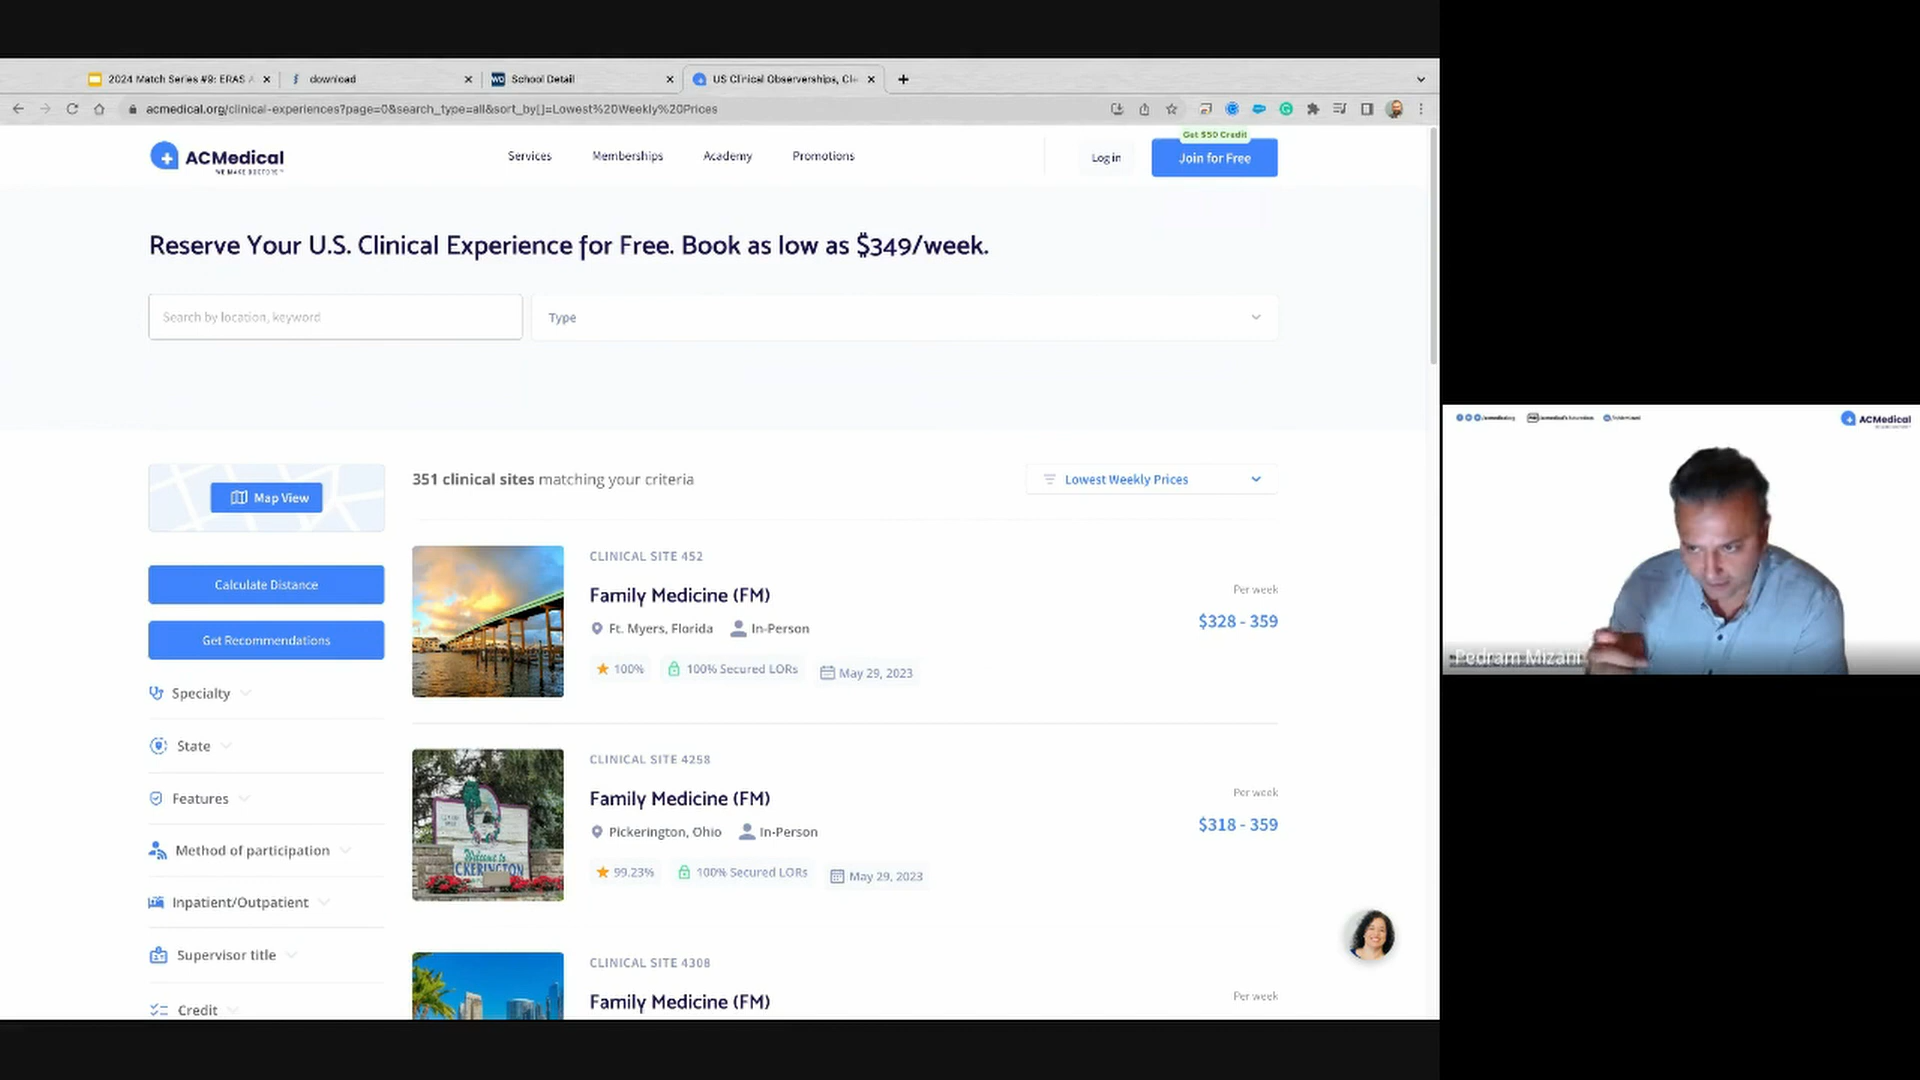 2024 Match Series #9: ERAS A
download
School Detail
US Clinical Observerships, Cl
acmedical.org/clinical-experiences?page=0&search_type=all&sort_by[]=Lowest%20Weekly%20Prices
ACMedical
WE MAKE DOCTORS™
Services
Memberships
Academy
Promotions
Log in
Get $50 Credit
Join for Free
Reserve Your U.S. Clinical Experience for Free. Book as low as $349/week.
Search by location, keyword
Type
Map View
351 clinical sites matching your criteria
Lowest Weekly Prices
Calculate Distance
Get Recommendations
Specialty
State
Features
Method of participation
Inpatient/Outpatient
Supervisor title
Credit
CLINICAL SITE 452
Family Medicine (FM)
Ft. Myers, Florida
In-Person
100%
100% Secured LORs
May 29, 2023
Per week
$328 - 359
CLINICAL SITE 4258
Family Medicine (FM)
Pickerington, Ohio
In-Person
99.23%
100% Secured LORs
May 29, 2023
Per week
$318 - 359
Welcome to
CLINICAL SITE 4308
Family Medicine (FM)
Per week
ACMedical
Pedram Mizani